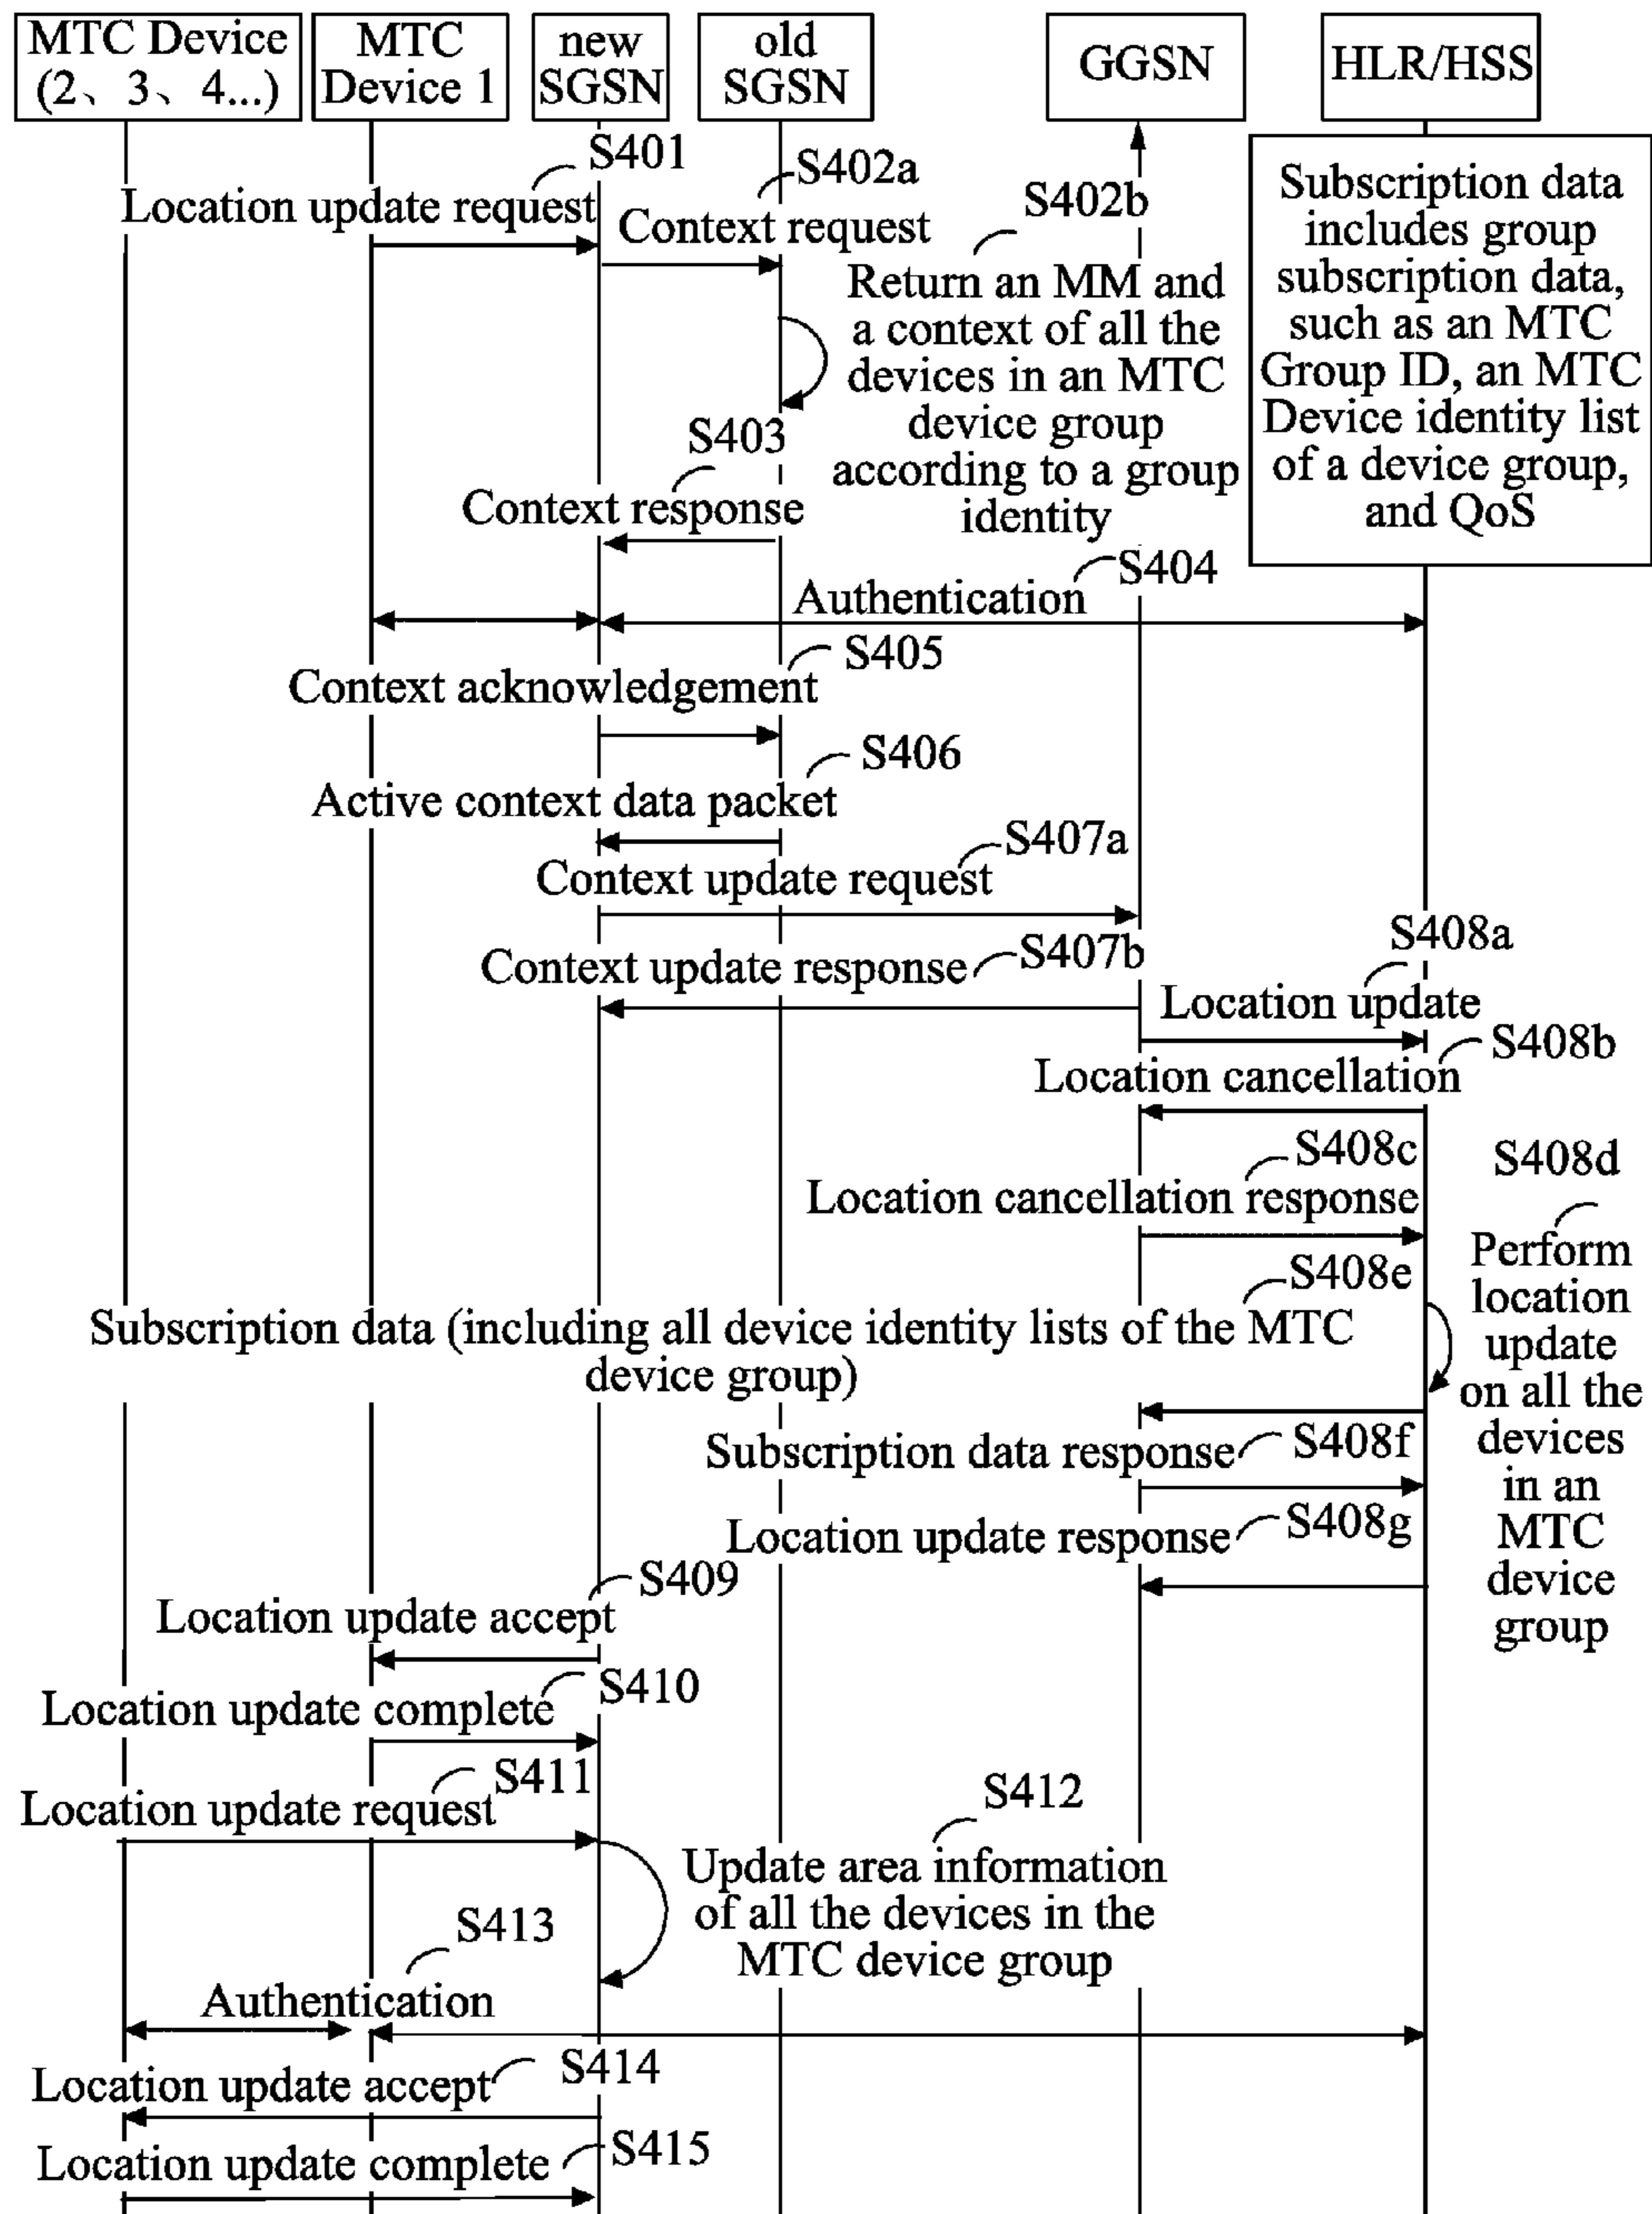 MTC Device
(2、3、4...)
MTC
Device 1
new
SGSN
old
SGSN
GGSN
HLR/HSS
S401
Location update request
S402a
Context request
S402b
Return an MM and
a context of all the
devices in an MTC
device group
according to a group
identity
Subscription data
includes group
subscription data,
such as an MTC
Group ID, an MTC
Device identity list
of a device group,
and QoS
S403
Context response
S404
Authentication
S405
Context acknowledgement
S406
Active context data packet
S407a
Context update request
S407b
Context update response
S408a
Location update
S408b
Location cancellation
S408c
Location cancellation response
S408d
Perform
location
update
on all the
devices
in an
MTC
device
group
S408e
Subscription data (including all device identity lists of the MTC
device group)
S408f
Subscription data response
S408g
Location update response
S409
Location update accept
S410
Location update complete
S411
Location update request
S412
Update area information
of all the devices in the
MTC device group
S413
Authentication
S414
Location update accept
S415
Location update complete